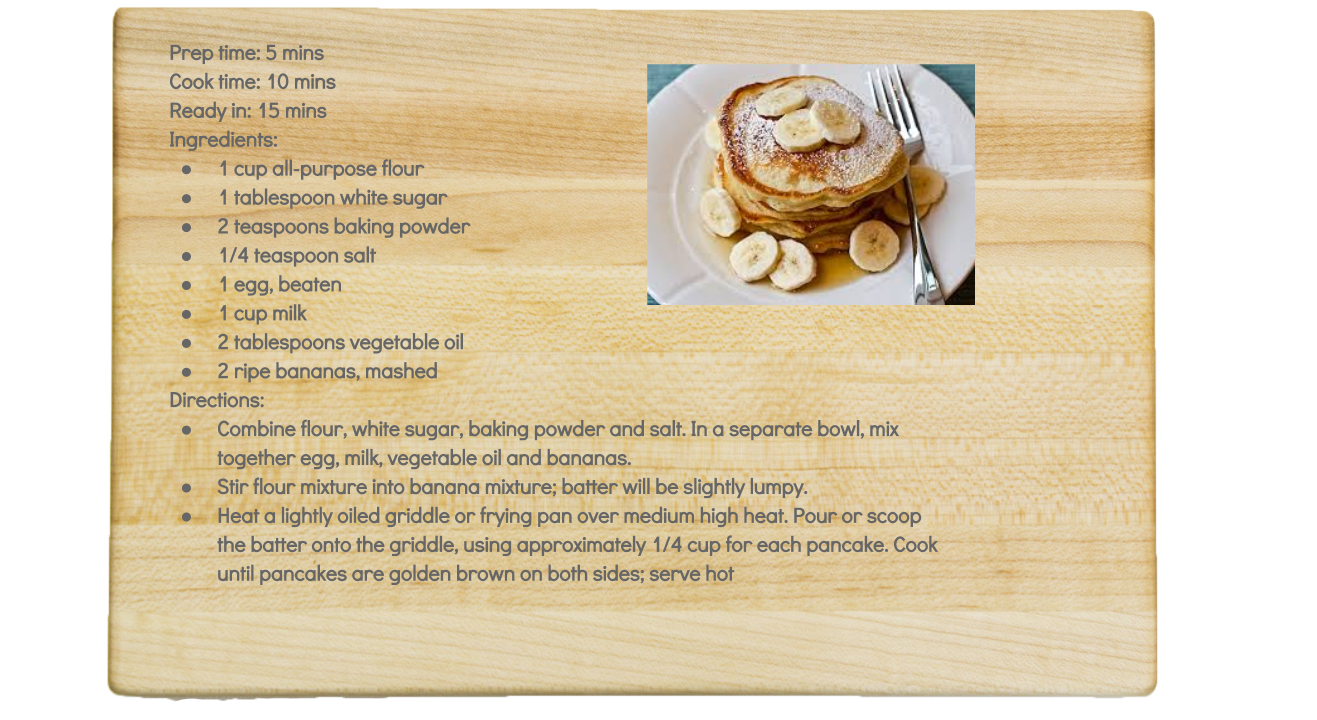 Prep time: 5 mins
Cook time: 10 mins
Ready in: 15 mins
Ingredients:
● 1 cup all-purpose flour
● 1 tablespoon white sugar
● 2 teaspoons baking powder
● 1/4 teaspoon salt
● 1 egg, beaten
● 1 cup milk
● 2 tablespoons vegetable oil
● 2 ripe bananas, mashed
Directions:
● Combine flour, white sugar, baking powder and salt. In a separate bowl, mix
together egg, milk, vegetable oil and bananas.
● Stir flour mixture into banana mixture; batter will be slightly lumpy.
● Heat a lightly oiled griddle or frying pan over medium high heat. Pour or scoop
the batter onto the griddle, using approximately 1/4 cup for each pancake. Cook
until pancakes are golden brown on both sides; serve hot